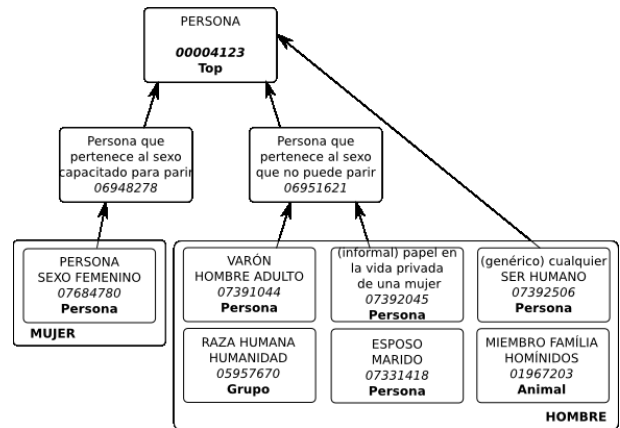 PERSONA
00004123
Top
Persona que
pertenece al sexo
capacitado para parir
06948278
Persona que
pertenece al sexo
que no puede parir
06951621
PERSONA
SEXO FEMENINO
07684780
Persona
MUJER
VARÓN
HOMBRE ADULTO
07391044
Persona
(informal) papel en
la vida privada
de una mujer
07392045
Persona
(genérico) cualquier
SER HUMANO
07392506
Persona
RAZA HUMANA
HUMANIDAD
05957670
Grupo
ESPOSO
MARIDO
07331418
Persona
MIEMBRO FAMÍLIA
HOMÍNIDOS
01967203
Animal
HOMBRE